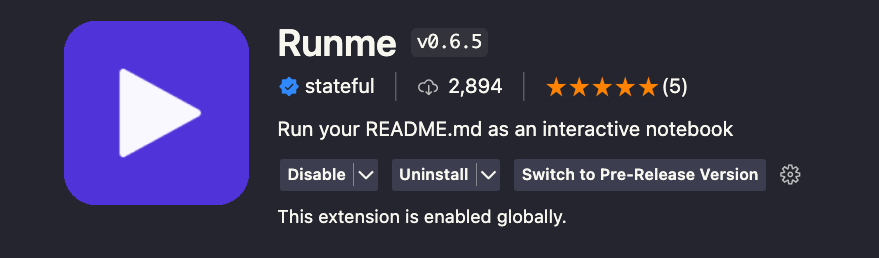 Runme v0.6.5
stateful 2,894 (5)
Run your README.md as an interactive notebook
Disable Uninstall Switch to Pre-Release Version
This extension is enabled globally.